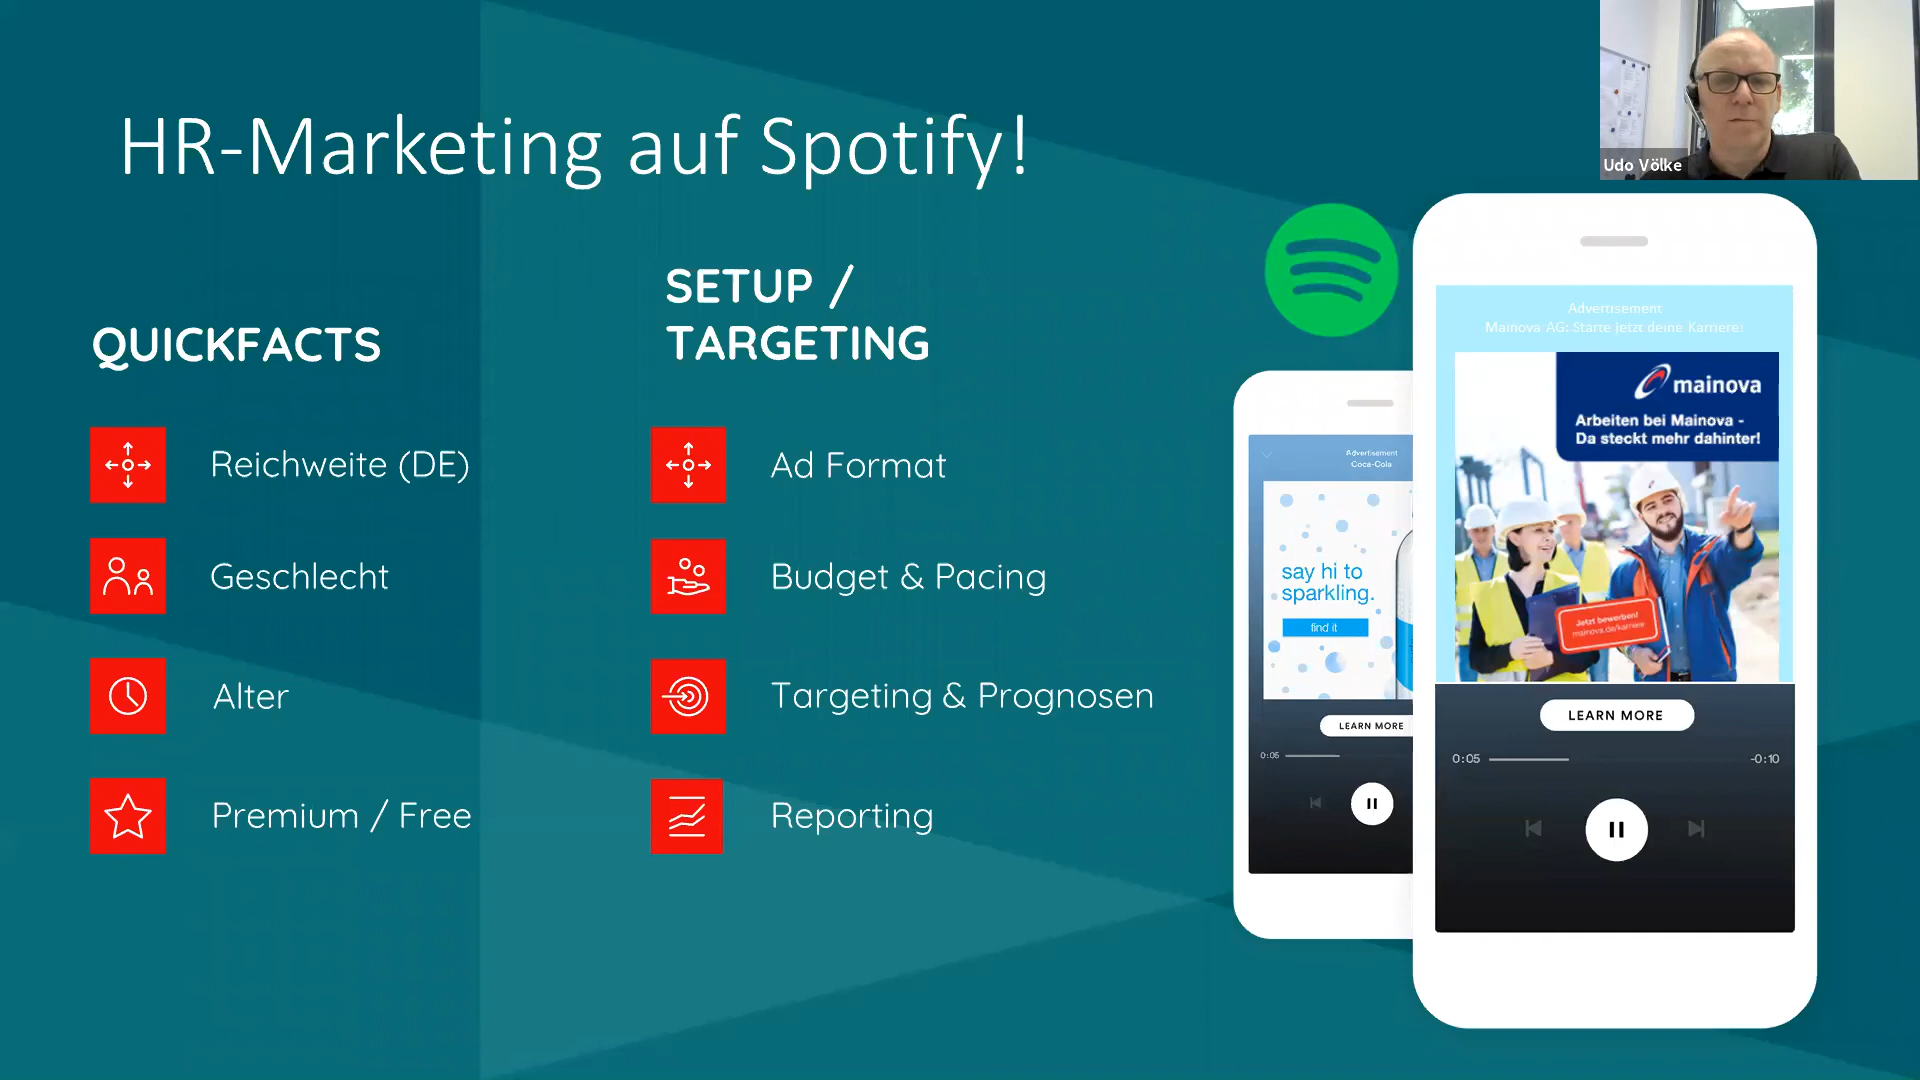 HR-Marketing auf Spotify!
Udo Völke
QUICKFACTS
Reichweite (DE)
Geschlecht
Alter
Premium / Free
SETUP /
TARGETING
Ad Format
Budget & Pacing
Targeting & Prognosen
Reporting
Advertisement
Coca-Cola
say hi to
sparkling.
find it
LEARN MORE
0:05
Advertisement
Mainova AG: Starte jetzt deine Karriere!
mainova
Arbeiten bei Mainova -
Da steckt mehr dahinter!
Jetzt bewerben!
mainova.de/karriere
LEARN MORE
0:05
-0:10